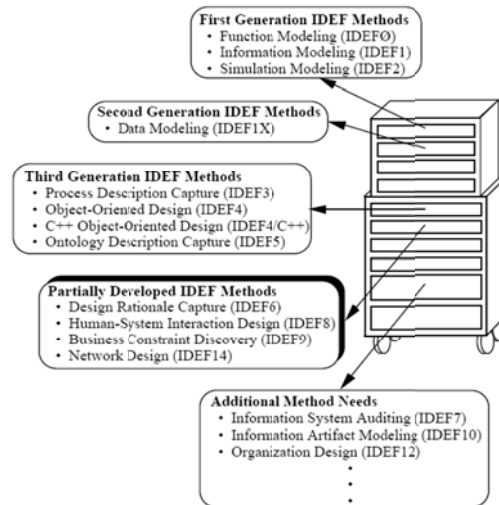 First Generation IDEF Methods
• Function Modeling (IDEFØ)
• Information Modeling (IDEF1)
• Simulation Modeling (IDEF2)
Second Generation IDEF Methods
• Data Modeling (IDEF1X)
Third Generation IDEF Methods
• Process Description Capture (IDEF3)
• Object-Oriented Design (IDEF4)
• C++ Object-Oriented Design (IDEF4/C++)
• Ontology Description Capture (IDEF5)
Partially Developed IDEF Methods
• Design Rationale Capture (IDEF6)
• Human-System Interaction Design (IDEF8)
• Business Constraint Discovery (IDEF9)
• Network Design (IDEF14)
Additional Method Needs
• Information System Auditing (IDEF7)
• Information Artifact Modeling (IDEF10)
• Organization Design (IDEF12)
•
•
•